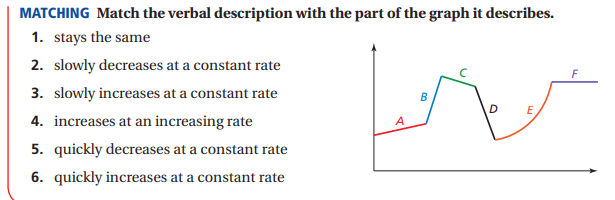 MATCHING Match the verbal description with the part of the graph it describes.
1. stays the same
2. slowly decreases at a constant rate
3. slowly increases at a constant rate
4. increases at an increasing rate
5. quickly decreases at a constant rate
6. quickly increases at a constant rate
A
B
C
D
E
F